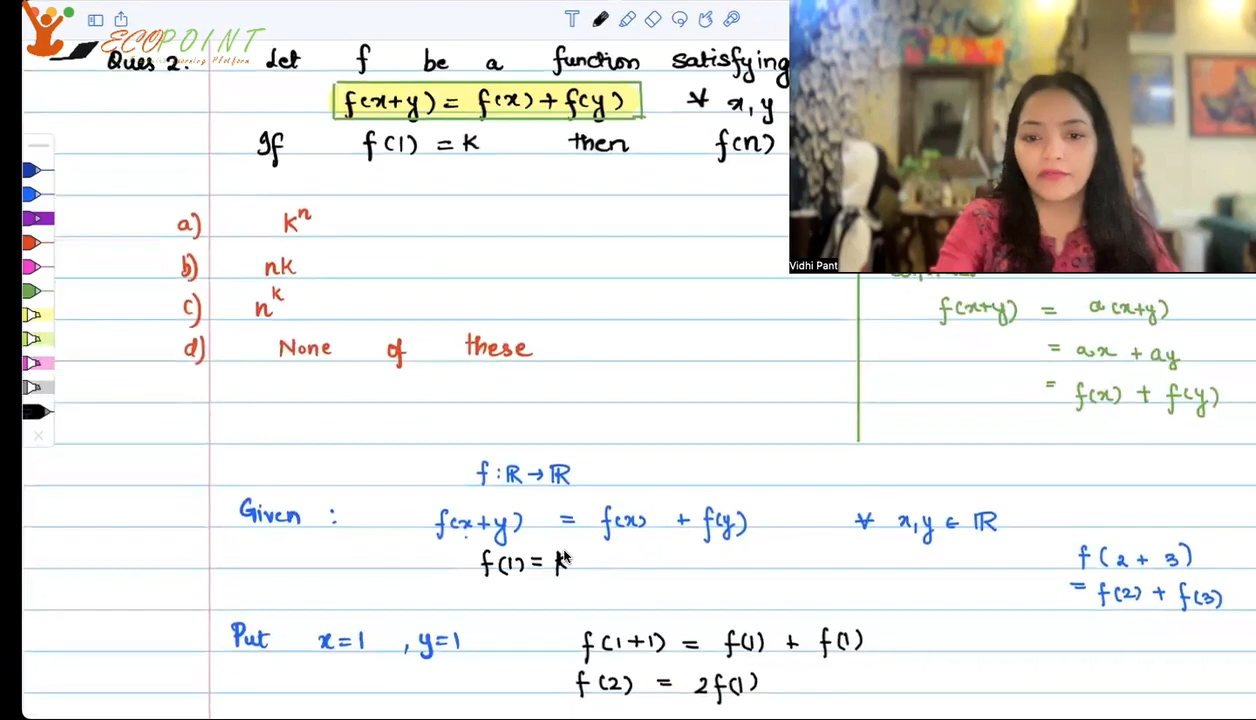 ECOPOINT
Ques 2. Let f be a function satisfying
f(x+y) = f(x) + f(y) ∀ x, y
If f(1) = k then f(n)
a) kⁿ
b) nk
c) nᵏ
d) None of these
Vidhi Pant
f(x+y) = a(x+y)
= ax + ay
= f(x) + f(y)
f : ℝ → ℝ
Given : f(x+y) = f(x) + f(y) ∀ x, y ∈ ℝ
f(1) = k
f(2 + 3)
= f(2) + f(3)
Put x=1 , y=1 f(1+1) = f(1) + f(1)
f(2) = 2f(1)